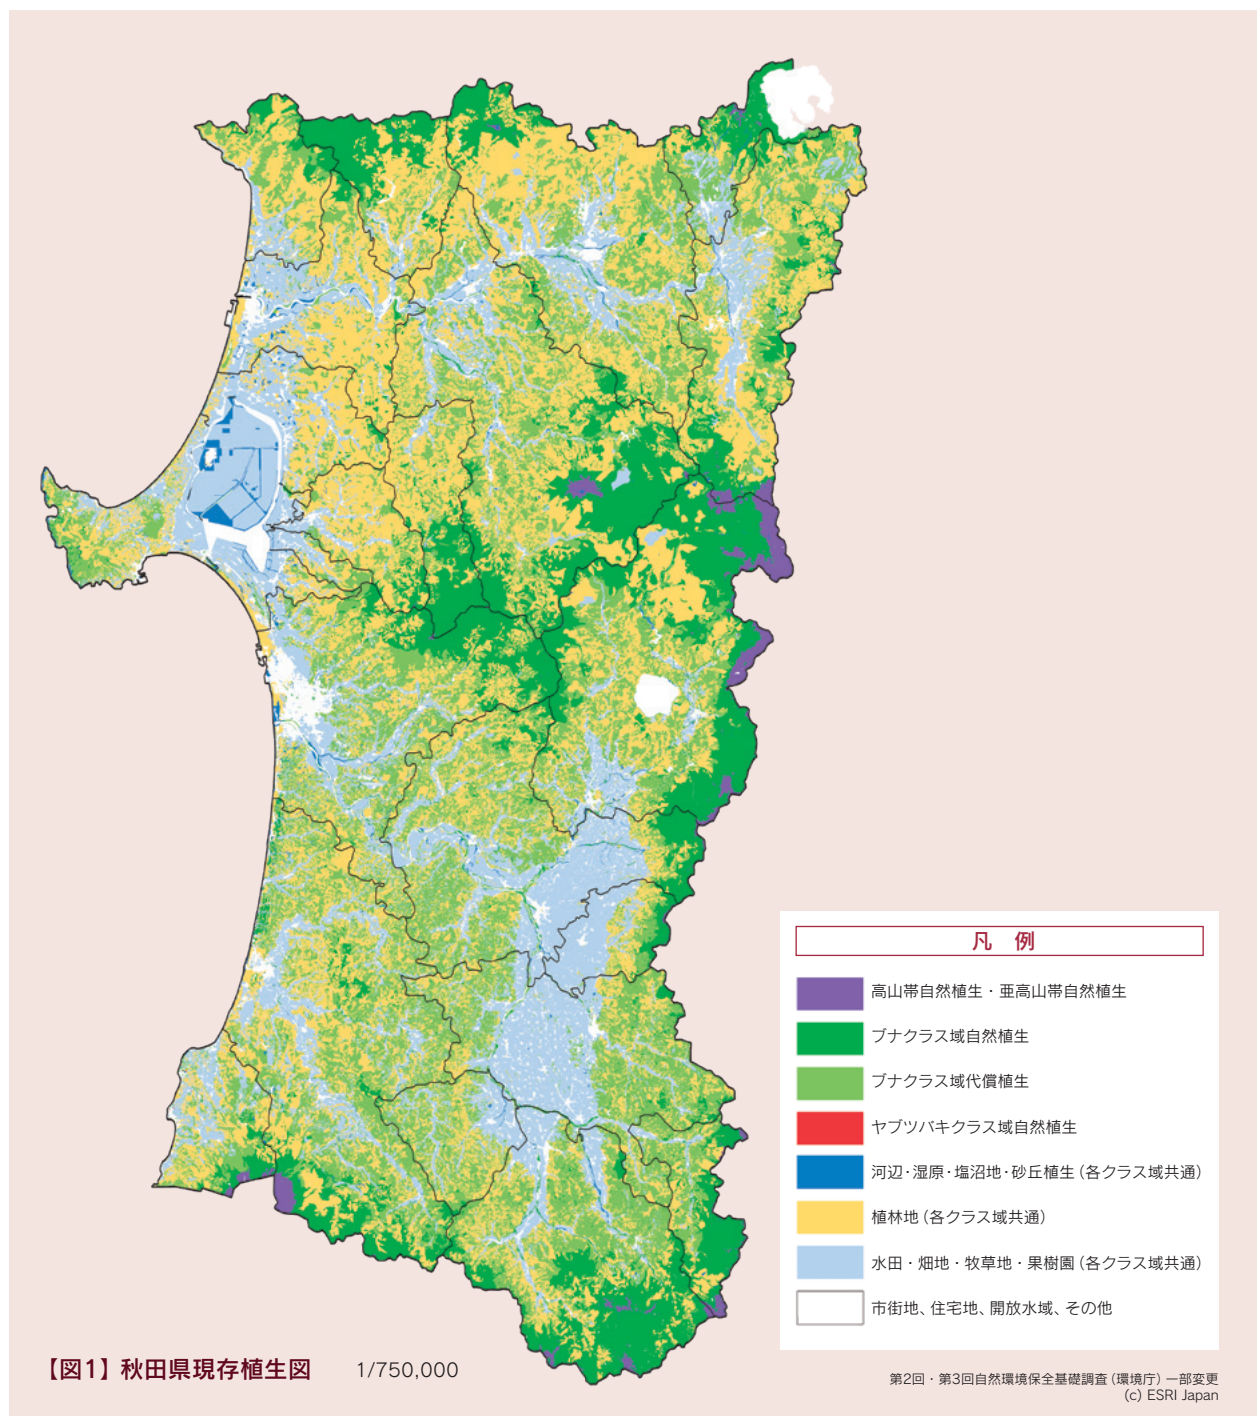 凡 例
高山帯自然植生・亜高山帯自然植生
ブナクラス域自然植生
ブナクラス域代償植生
ヤブツバキクラス域自然植生
河辺・湿原・塩沼地・砂丘植生(各クラス域共通)
植林地(各クラス域共通)
水田・畑地・牧草地・果樹園(各クラス域共通)
市街地、住宅地、開放水域、その他
【図1】秋田県現存植生図 1/750,000
第2回・第3回自然環境保全基礎調査(環境庁)一部変更
(c) ESRI Japan